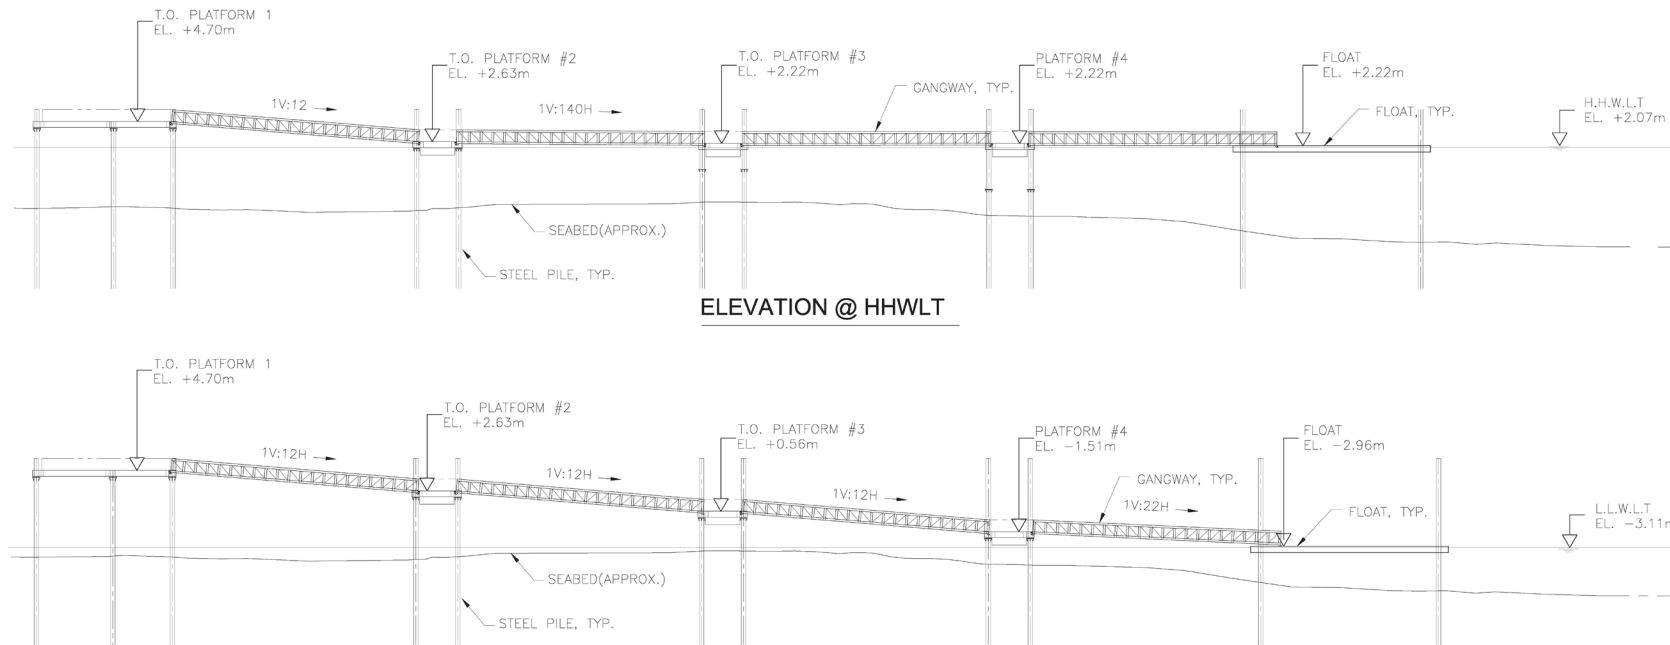 T.O. PLATFORM 1
EL. +4.70m
T.O. PLATFORM #2
EL. +2.63m
T.O. PLATFORM #3
EL. +2.22m
PLATFORM #4
EL. +2.22m
FLOAT
EL. +2.22m
H.H.W.L.T
EL. +2.07m
1V:12
1V:140H
GANGWAY, TYP.
FLOAT, TYP.
SEABED(APPROX.)
STEEL PILE, TYP.
ELEVATION @ HHWLT
T.O. PLATFORM 1
EL. +4.70m
T.O. PLATFORM #2
EL. +2.63m
T.O. PLATFORM #3
EL. +0.56m
PLATFORM #4
EL. −1.51m
FLOAT
EL. −2.96m
L.L.W.L.T
EL. −3.11m
1V:12H
1V:12H
1V:12H
GANGWAY, TYP.
1V:22H
FLOAT, TYP.
SEABED(APPROX.)
STEEL PILE, TYP.